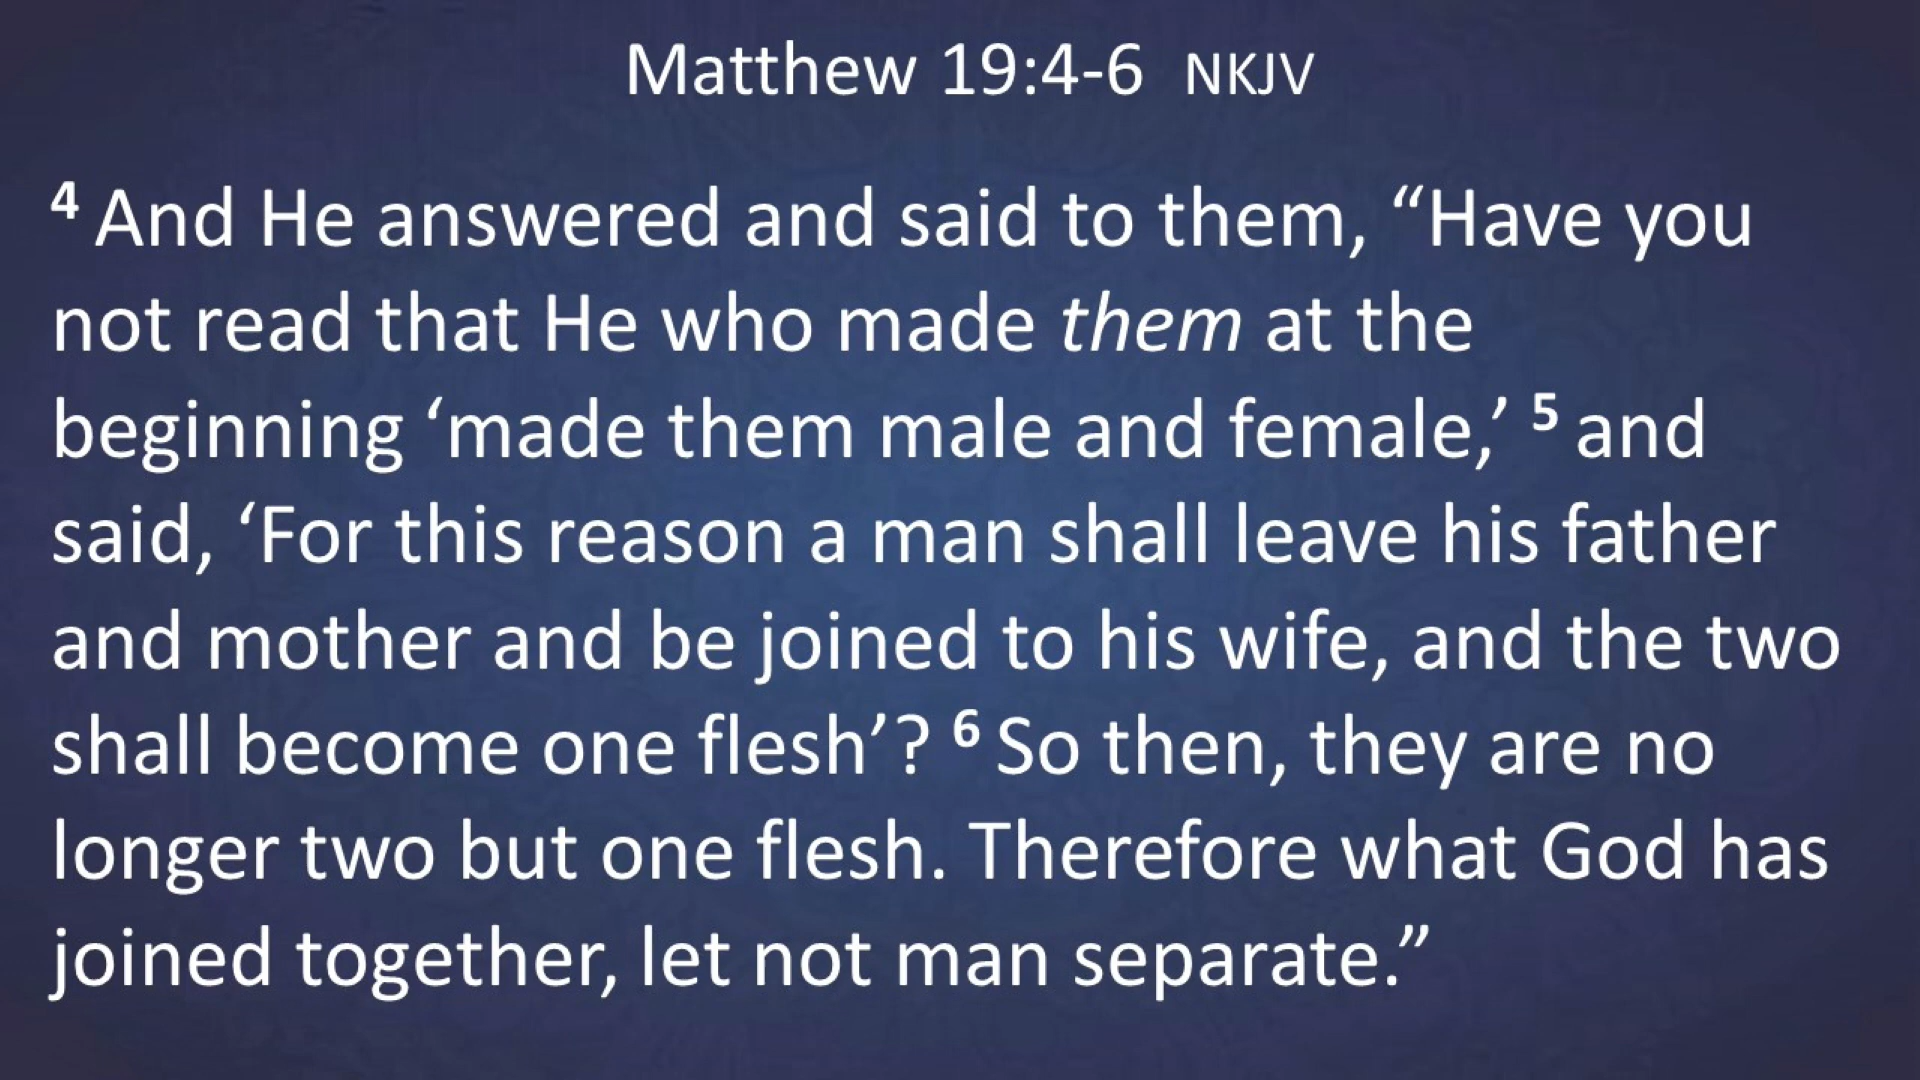 Matthew 19:4-6 NKJV
4 And He answered and said to them, “Have you
not read that He who made them at the
beginning ‘made them male and female,’ 5 and
said, ‘For this reason a man shall leave his father
and mother and be joined to his wife, and the two
shall become one flesh’? 6 So then, they are no
longer two but one flesh. Therefore what God has
joined together, let not man separate.”